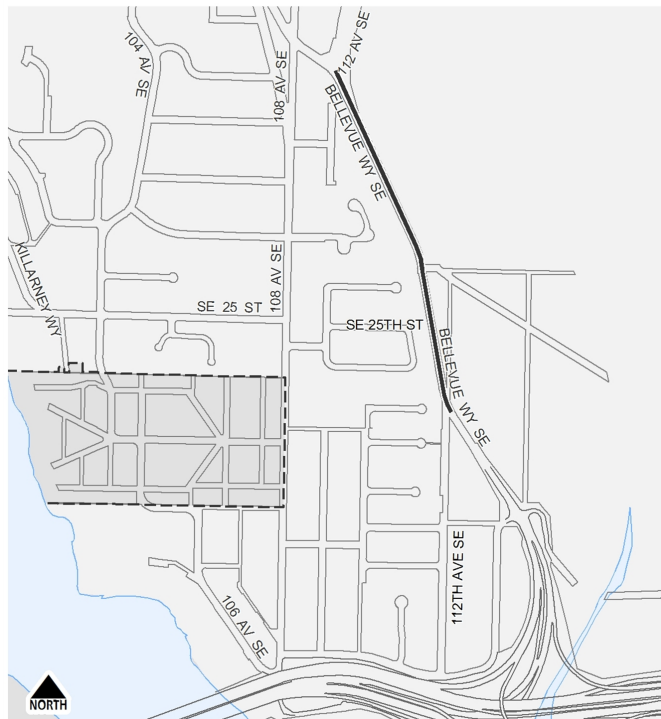 104 AV SE
108 AV SE
112 AV SE
BELLEVUE WY SE
KILLARNEY WY
108 AV SE
SE 25 ST
SE 25TH ST
BELLEVUE WY SE
112TH AVE SE
106 AV SE
NORTH